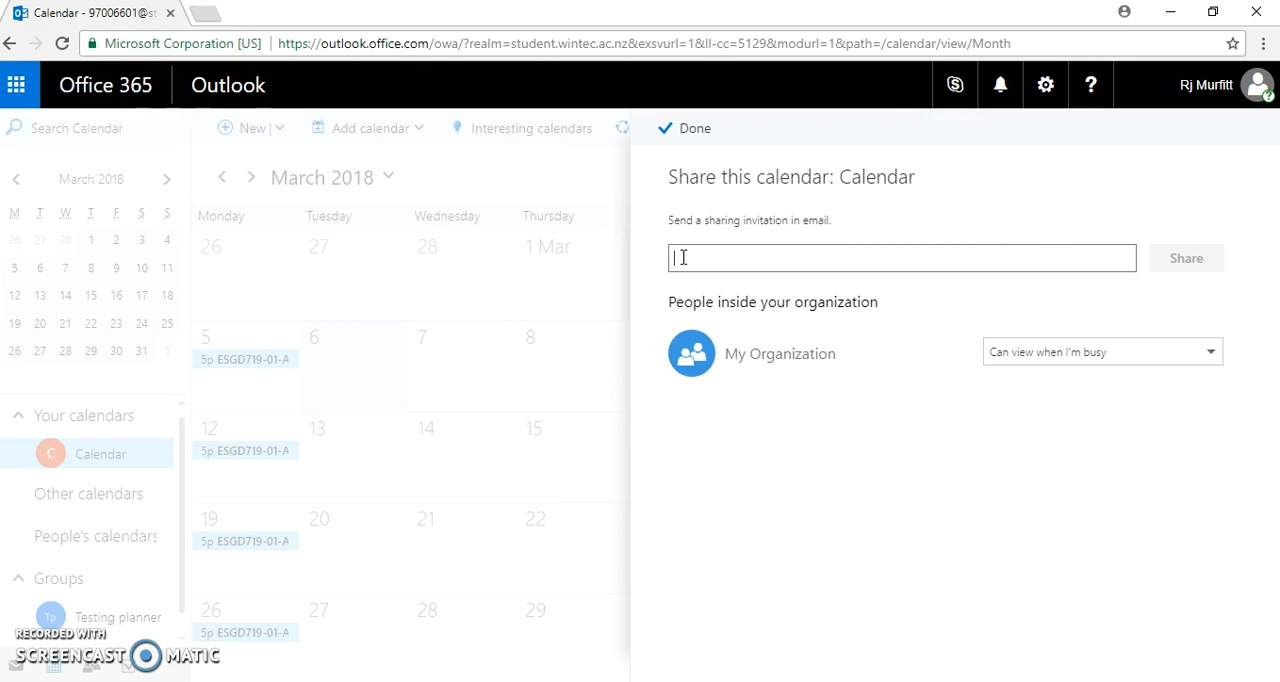 Calendar - 97006601@st
Microsoft Corporation [US] | https://outlook.office.com/owa/?realm=student.wintec.ac.nz&exsvurl=1&ll-cc=5129&modurl=1&path=/calendar/view/Month
Office 365 Outlook Rj Murfitt
Search Calendar New Add calendar Interesting calendars
Done
March 2018
M T W T F S S
26 27 28 1 2 3 4
5 6 7 8 9 10 11
12 13 14 15 16 17 18
19 20 21 22 23 24 25
26 27 28 29 30 31 1
Your calendars
C Calendar
Other calendars
People's calendars
Groups
Tp Testing planner
March 2018
Monday Tuesday Wednesday Thursday
26 27 28 1 Mar
5 6 7 8
5p ESGD719-01-A
12 13 14 15
5p ESGD719-01-A
19 20 21 22
5p ESGD719-01-A
26 27 28 29
5p ESGD719-01-A
Share this calendar: Calendar
Send a sharing invitation in email.
Share
People inside your organization
My Organization Can view when I'm busy
RECORDED WITH
SCREENCAST MATIC